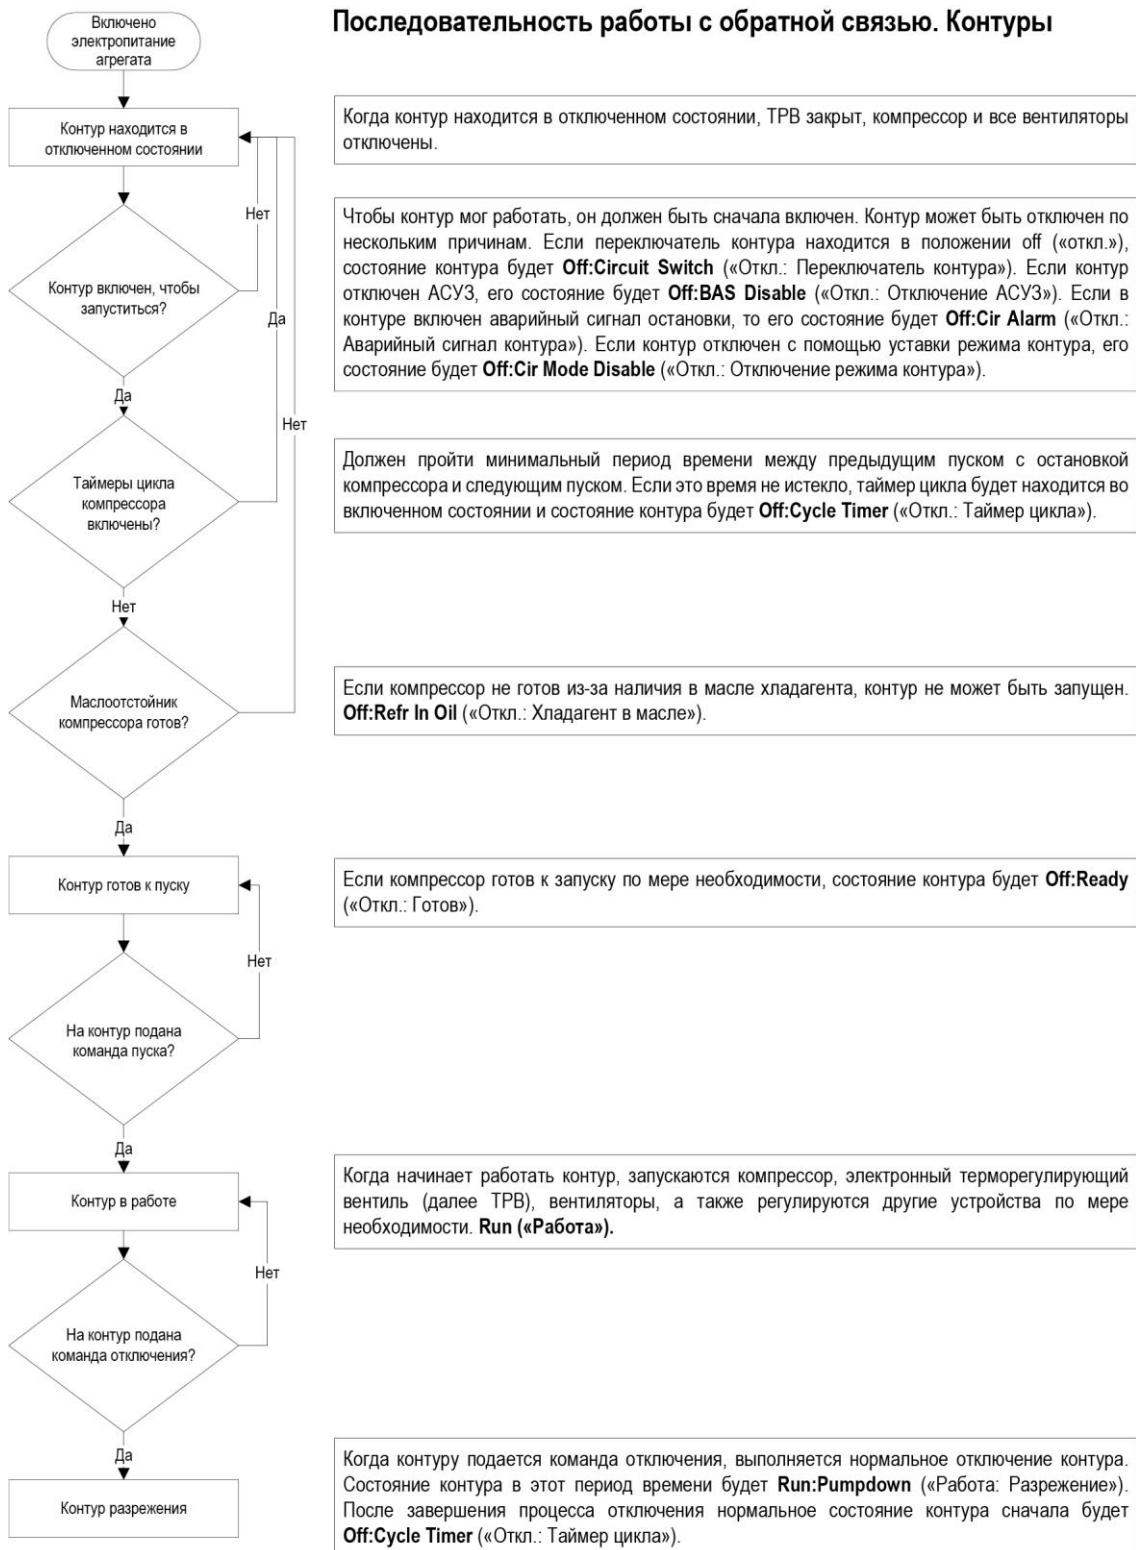 Последовательность работы с обратной связью. Контуры
Включено
электропитание
агрегата
Контур находится в
отключенном состоянии
Когда контур находится в отключенном состоянии, ТРВ закрыт, компрессор и все вентиляторы
отключены.
Нет
Контур включен, чтобы
запуститься?
Да
Да
Чтобы контур мог работать, он должен быть сначала включен. Контур может быть отключен по
нескольким причинам. Если переключатель контура находится в положении off («откл.»),
состояние контура будет Off:Circuit Switch («Откл.: Переключатель контура»). Если контур
отключен АСУЗ, его состояние будет Off:BAS Disable («Откл.: Отключение АСУЗ»). Если в
контуре включен аварийный сигнал остановки, то его состояние будет Off:Cir Alarm («Откл.:
Аварийный сигнал контура»). Если контур отключен с помощью уставки режима контура, его
состояние будет Off:Cir Mode Disable («Откл.: Отключение режима контура»).
Нет
Таймеры цикла
компрессора
включены?
Нет
Должен пройти минимальный период времени между предыдущим пуском с остановкой
компрессора и следующим пуском. Если это время не истекло, таймер цикла будет находится во
включенном состоянии и состояние контура будет Off:Cycle Timer («Откл.: Таймер цикла»).
Маслоотстойник
компрессора готов?
Да
Если компрессор не готов из-за наличия в масле хладагента, контур не может быть запущен.
Off:Refr In Oil («Откл.: Хладагент в масле»).
Контур готов к пуску
Если компрессор готов к запуску по мере необходимости, состояние контура будет Off:Ready
(«Откл.: Готов»).
Нет
На контур подана
команда пуска?
Да
Контур в работе
Когда начинает работать контур, запускаются компрессор, электронный терморегулирующий
вентиль (далее ТРВ), вентиляторы, а также регулируются другие устройства по мере
необходимости. Run («Работа»).
Нет
На контур подана
команда отключения?
Да
Контур разрежения
Когда контуру подается команда отключения, выполняется нормальное отключение контура.
Состояние контура в этот период времени будет Run:Pumpdown («Работа: Разрежение»).
После завершения процесса отключения нормальное состояние контура сначала будет
Off:Cycle Timer («Откл.: Таймер цикла»).